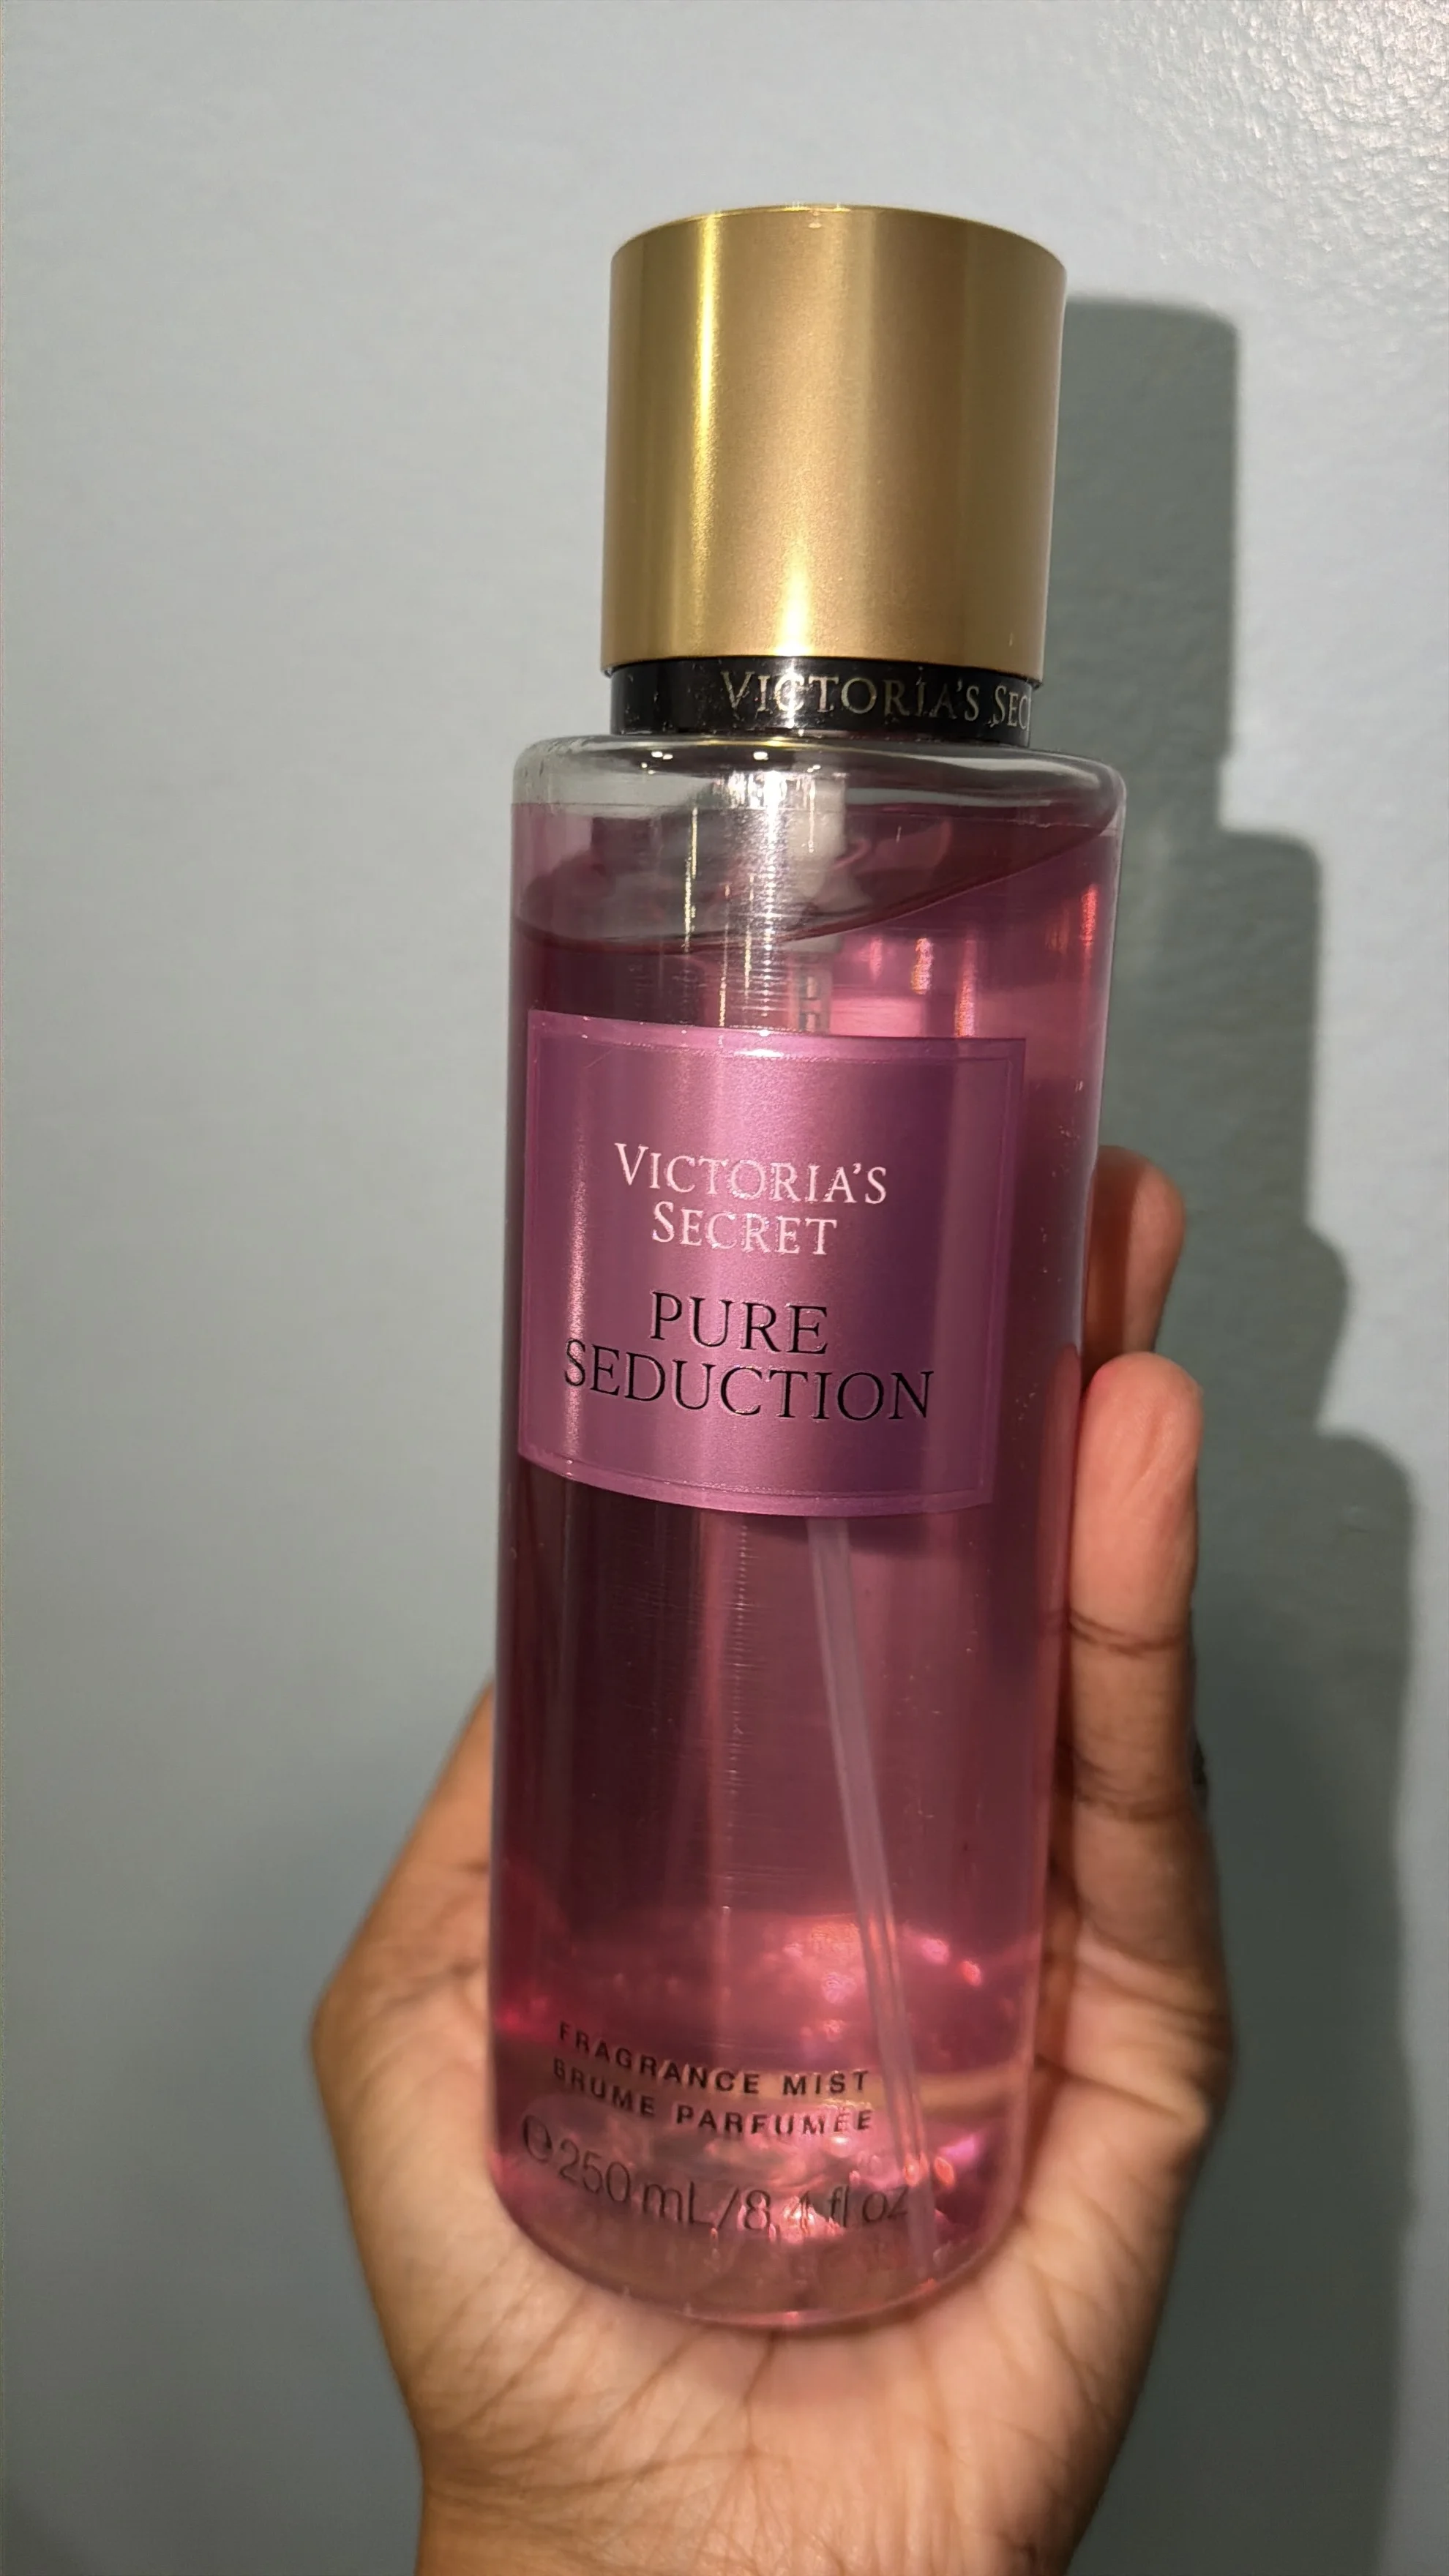 VICTORIA'S SEC
VICTORIA'S
SECRET
PURE
SEDUCTION
FRAGRANCE MIST
BRUME PARFUMÉE
℮ 250 mL/8.4 fl oz